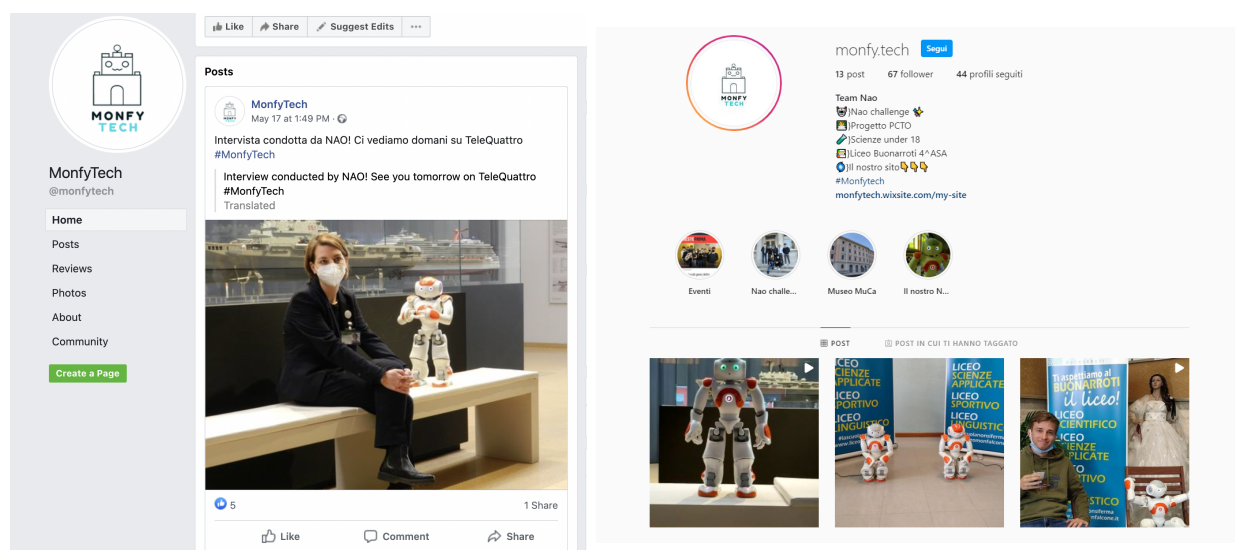 MONFY
TECH
MonfyTech
@monfytech
Home
Posts
Reviews
Photos
About
Community
Create a Page
Like
Share
Suggest Edits
Posts
MonfyTech
May 17 at 1:49 PM ·
Intervista condotta da NAO! Ci vediamo domani su TeleQuattro
#MonfyTech
Interview conducted by NAO! See you tomorrow on TeleQuattro
#MonfyTech
Translated
5
1 Share
Like
Comment
Share
MONFY
TECH
monfy.tech
Segui
13 post 67 follower 44 profili seguiti
Team Nao
)Nao challenge
)Progetto PCTO
)Scienze under 18
)Liceo Buonarroti 4^ASA
)Il nostro sito
#Monfytech
monfytech.wixsite.com/my-site
Eventi
Nao challe...
Museo MuCa
Il nostro N...
POST
POST IN CUI TI HANNO TAGGATO
LICEO
SCIENZE
APPLICATE
LICEO
SPORTIVO
LICEO
LINGUISTICO
Ti aspettiamo al
BUONARROTI
il liceo!
LICEO
SCIENTIFICO